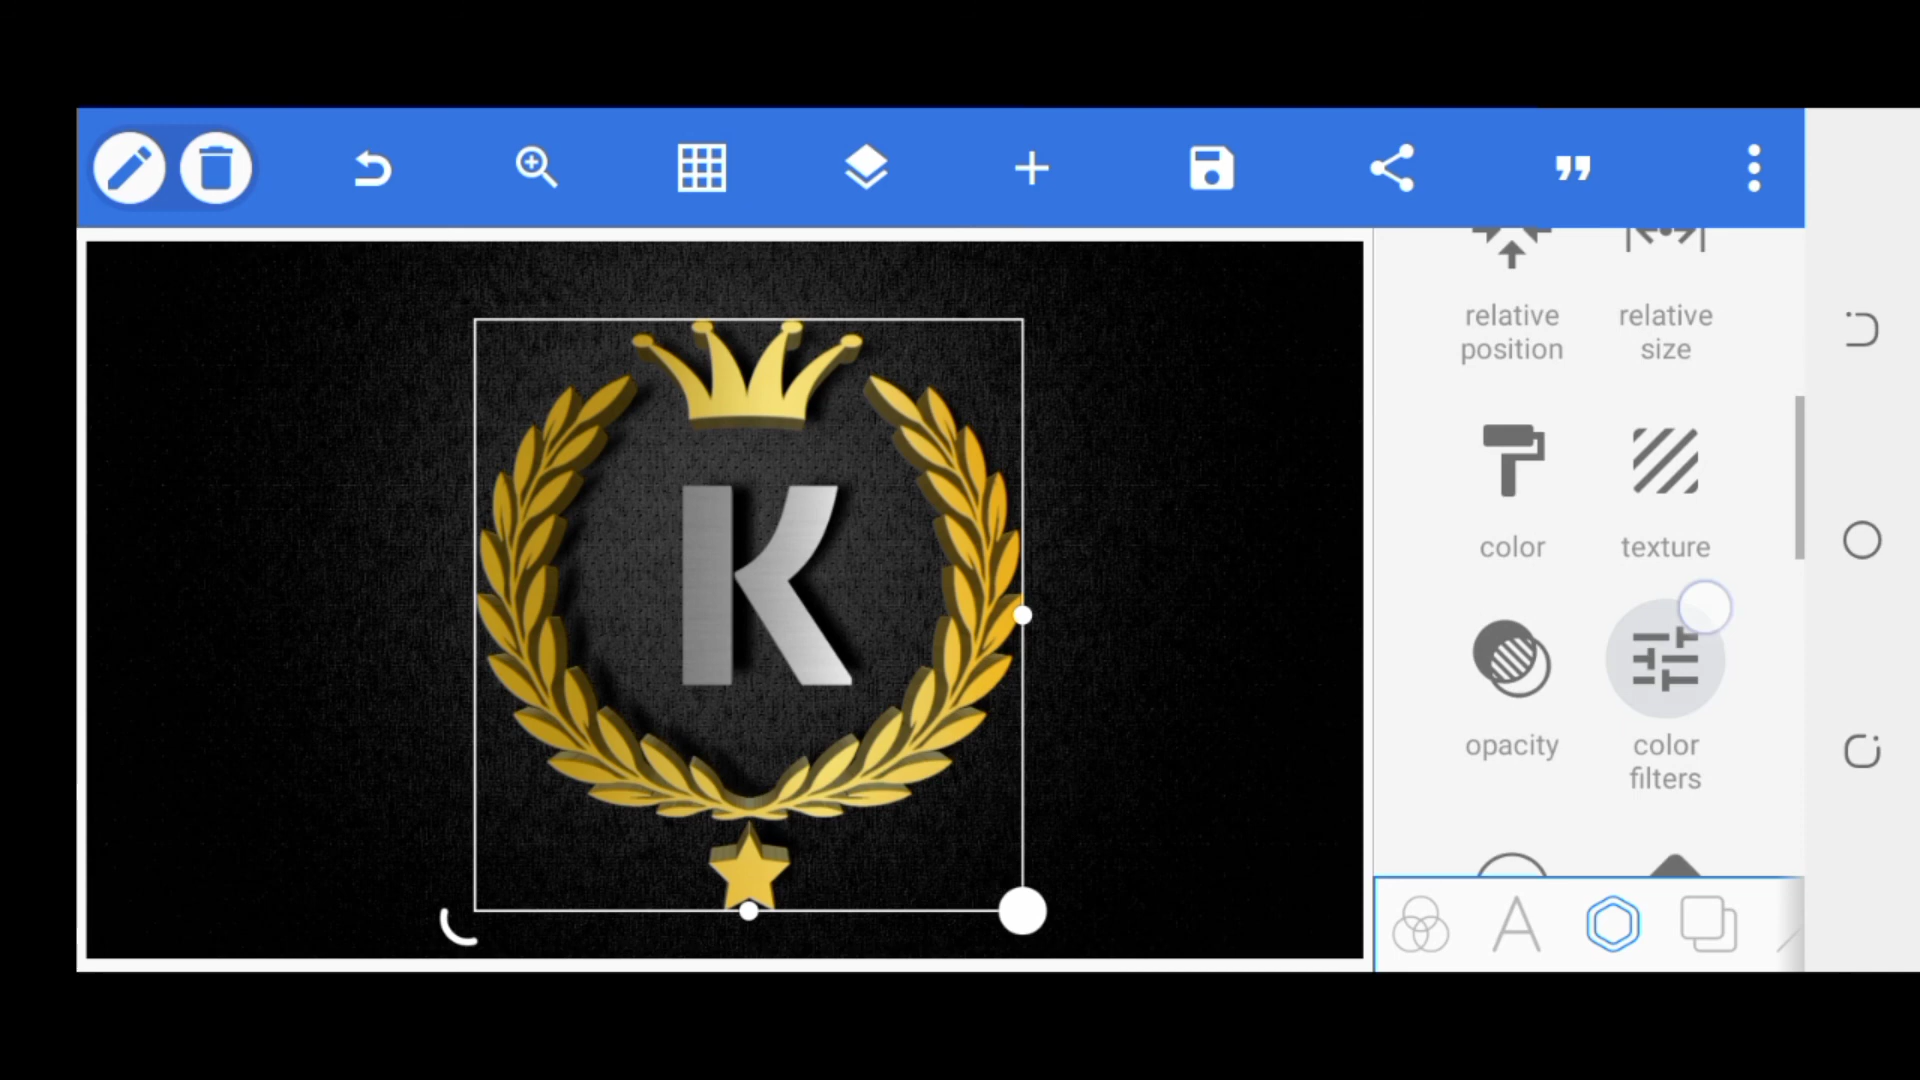 relative
position
relative
size
K
color
texture
opacity
color
filters